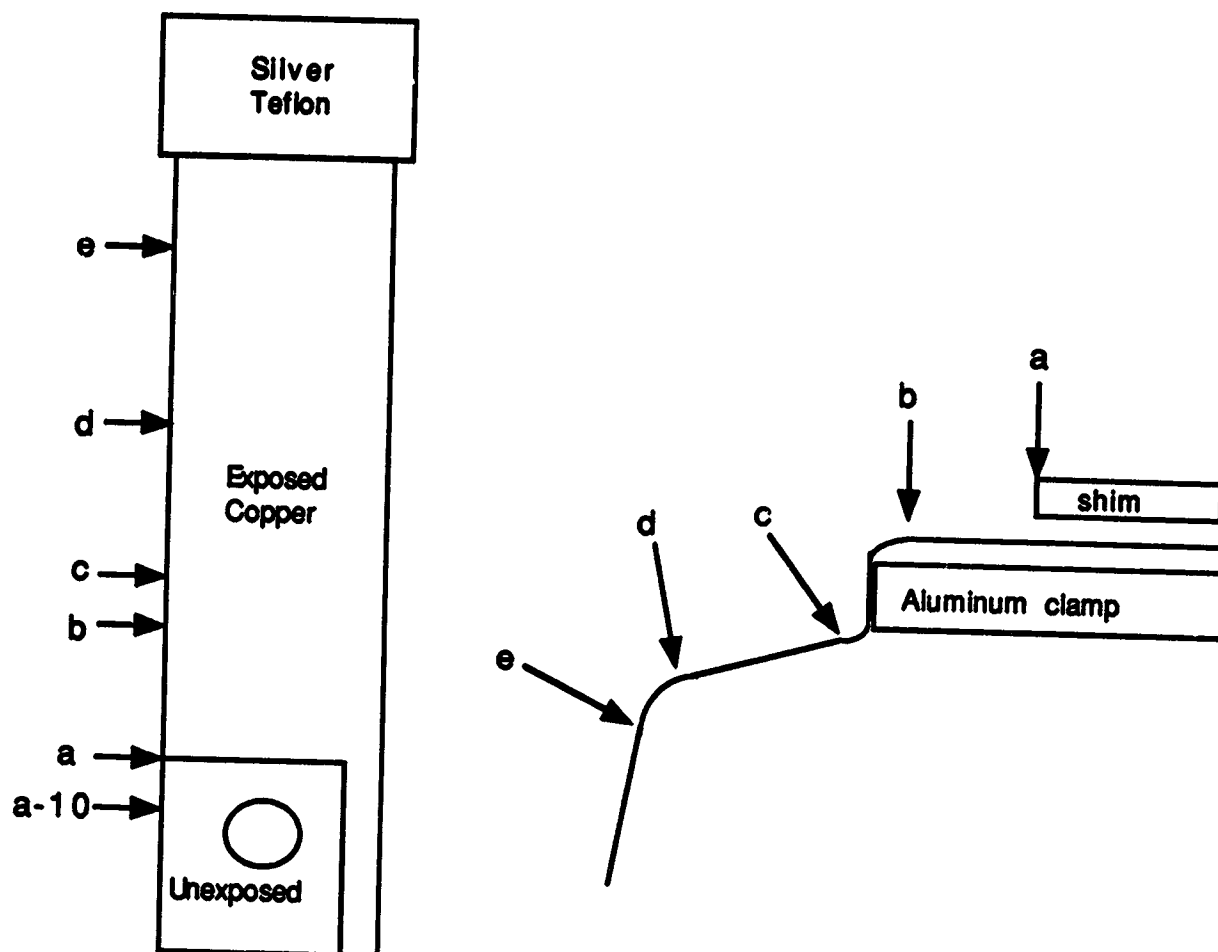 Silver
Teflon
e
d
Exposed
Copper
c
b
a
a-10
Unexposed
a
b
shim
c
d
Aluminum clamp
e